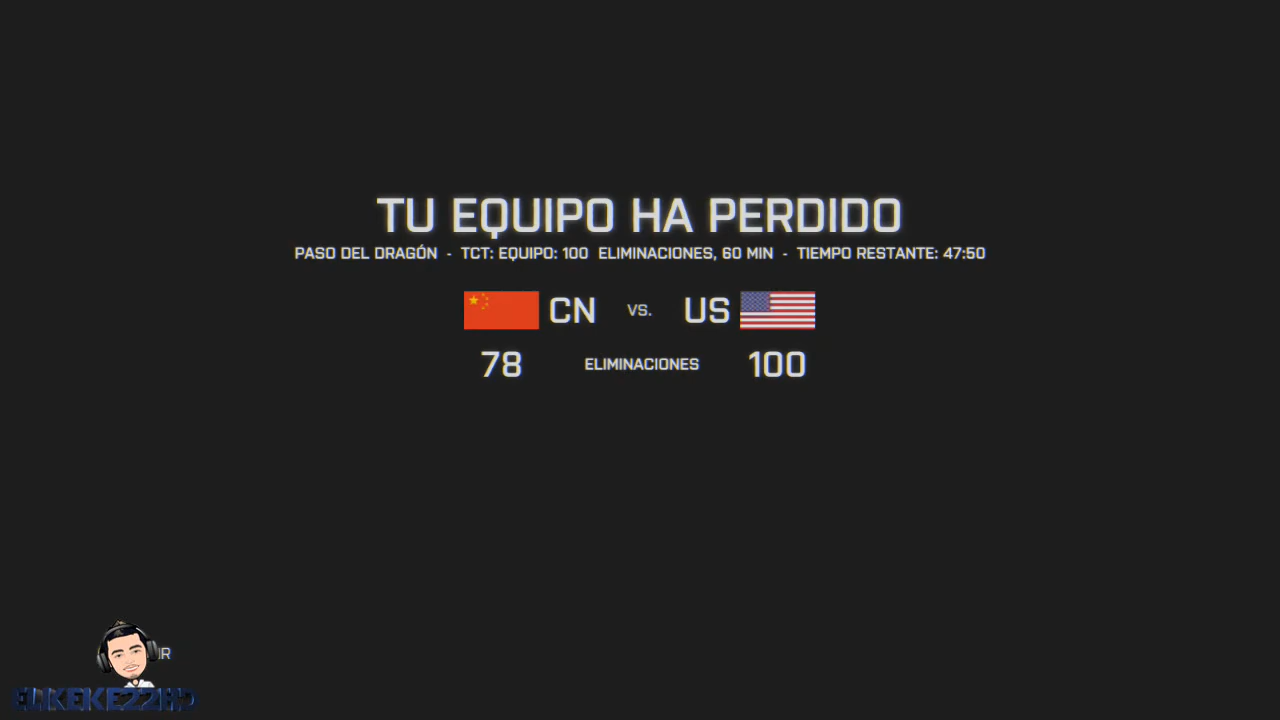 TU EQUIPO HA PERDIDO
PASO DEL DRAGÓN - TCT: EQUIPO: 100 ELIMINACIONES, 60 MIN - TIEMPO RESTANTE: 47:50
CN VS. US
78 ELIMINACIONES 100
ELKEKE22HD